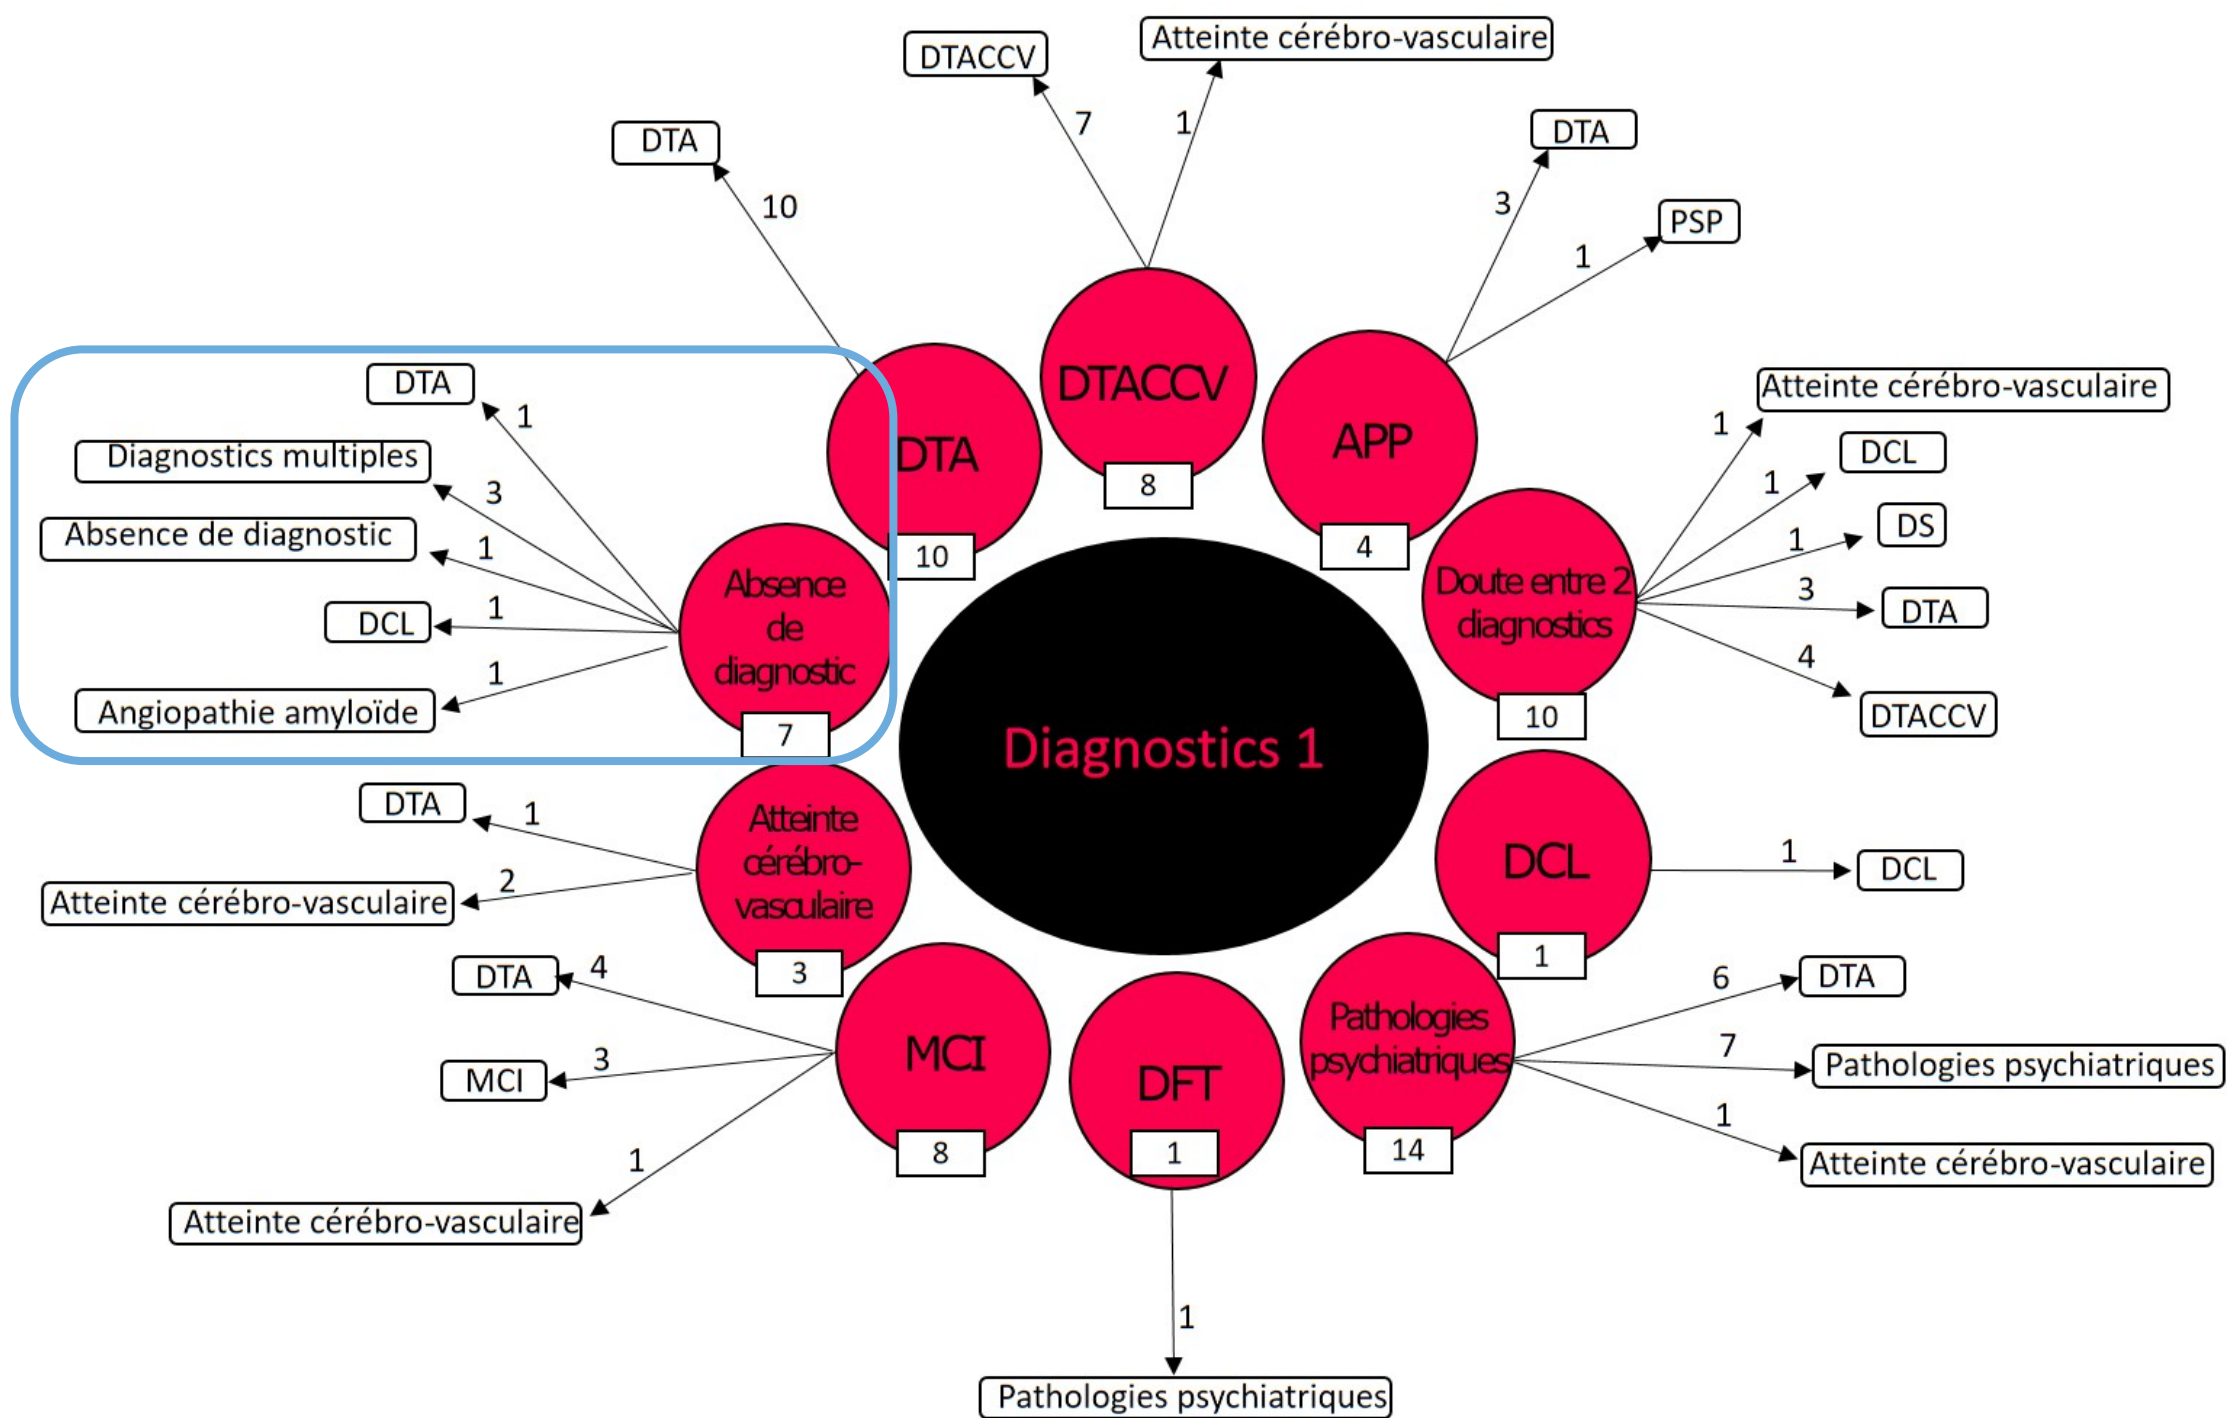 Atteinte cérébro-vasculaire
DTACCV
7
1
DTA
DTA
10
3
PSP
1
DTACCV
8
DTA
10
APP
4
DTA
1
Diagnostics multiples
3
Absence de diagnostic
1
DCL
1
1
Angiopathie amyloïde
Absence
de
diagnostic
7
Atteinte cérébro-vasculaire
1
DCL
1
DS
1
3
DTA
4
DTACCV
Doute entre 2
diagnostics
10
Diagnostics 1
DTA
1
2
Atteinte cérébro-vasculaire
Atteinte
cérébro-
vasculaire
3
DCL
1
1
DCL
DTA
4
MCI
3
1
Atteinte cérébro-vasculaire
MCI
8
DFT
1
1
Pathologies psychiatriques
Pathologies
psychiatriques
14
6
DTA
7
Pathologies psychiatriques
1
Atteinte cérébro-vasculaire